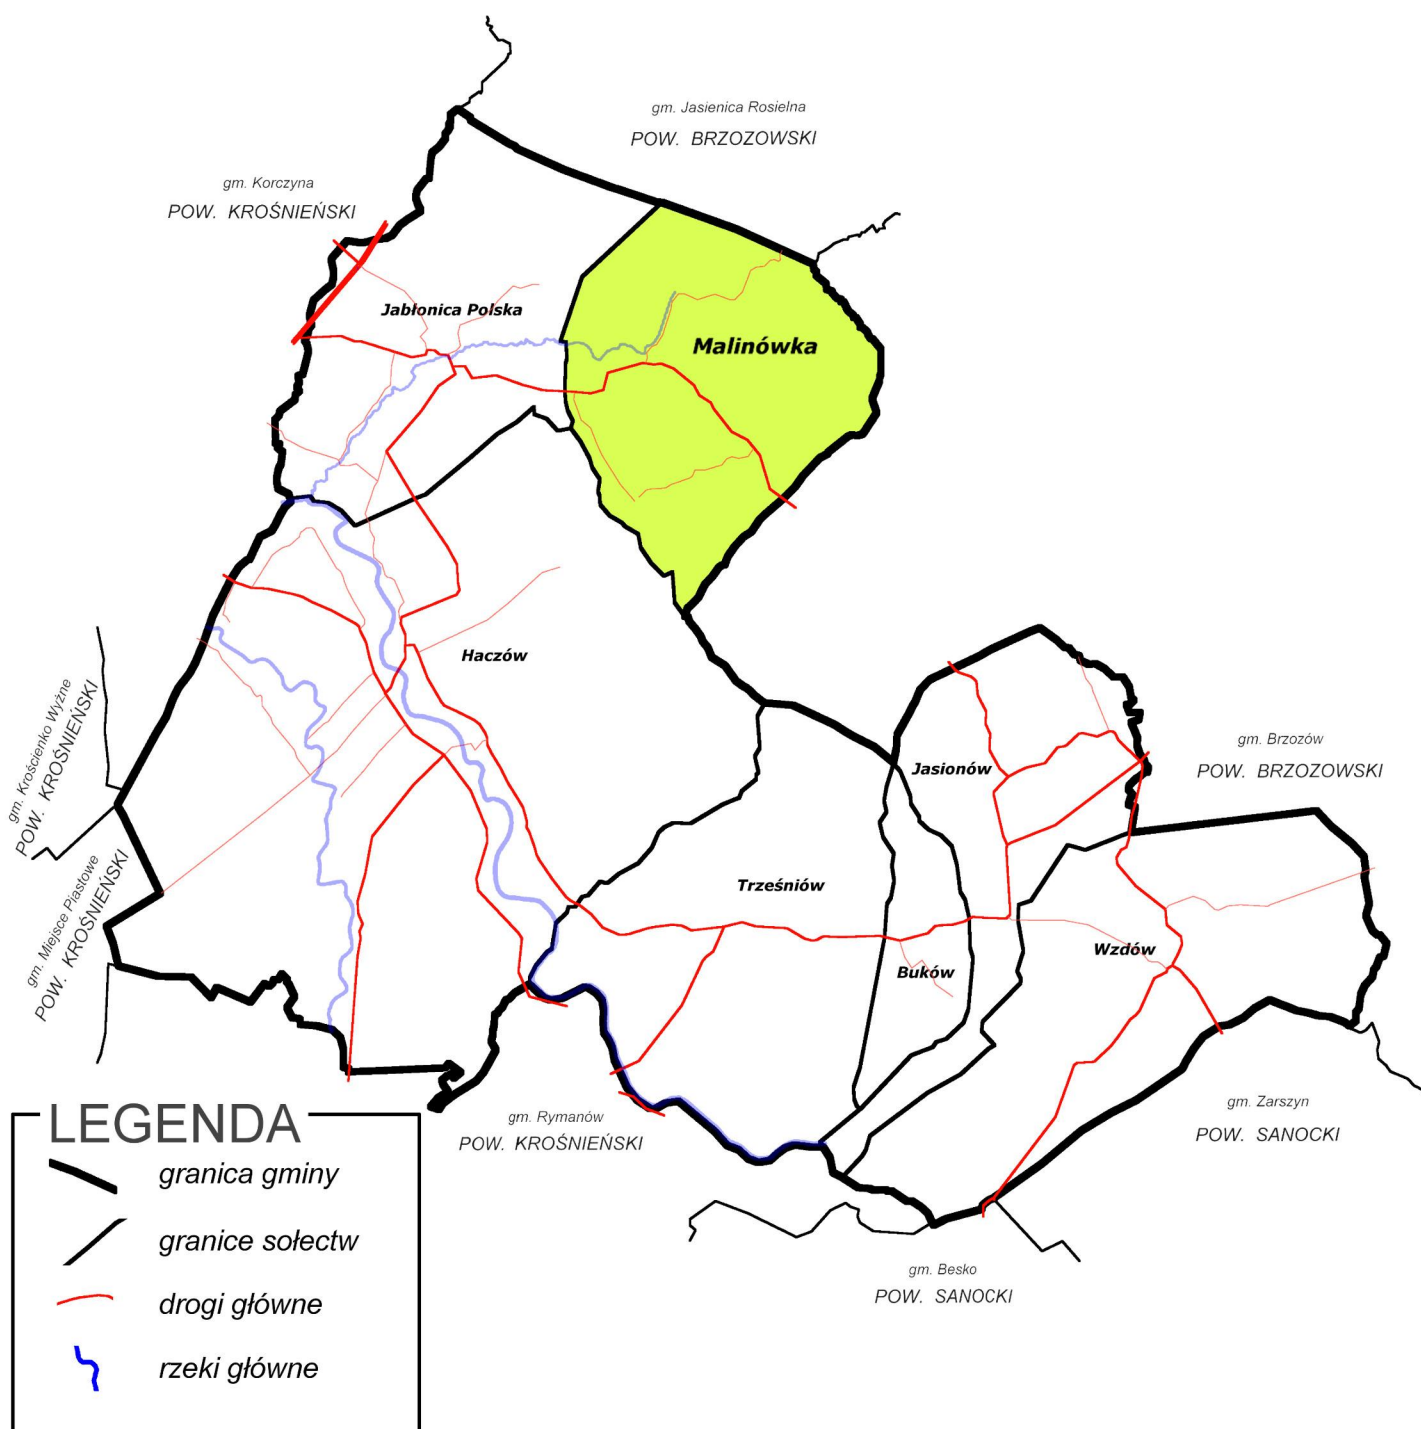 gm. Jasienica Rosielna
POW. BRZOZOWSKI
gm. Korczyna
POW. KROŚNIEŃSKI
Jabłonica Polska
Malinówka
Haczów
gm. Krościenko Wyżne
POW. KROŚNIEŃSKI
gm. Brzozów
POW. BRZOZOWSKI
Jasionów
Trześniów
gm. Miejsce Piastowe
POW. KROŚNIEŃSKI
Buków
Wzdów
gm. Rymanów
POW. KROŚNIEŃSKI
gm. Zarszyn
POW. SANOCKI
gm. Besko
POW. SANOCKI
LEGENDA
granica gminy
granice sołectw
drogi główne
rzeki główne